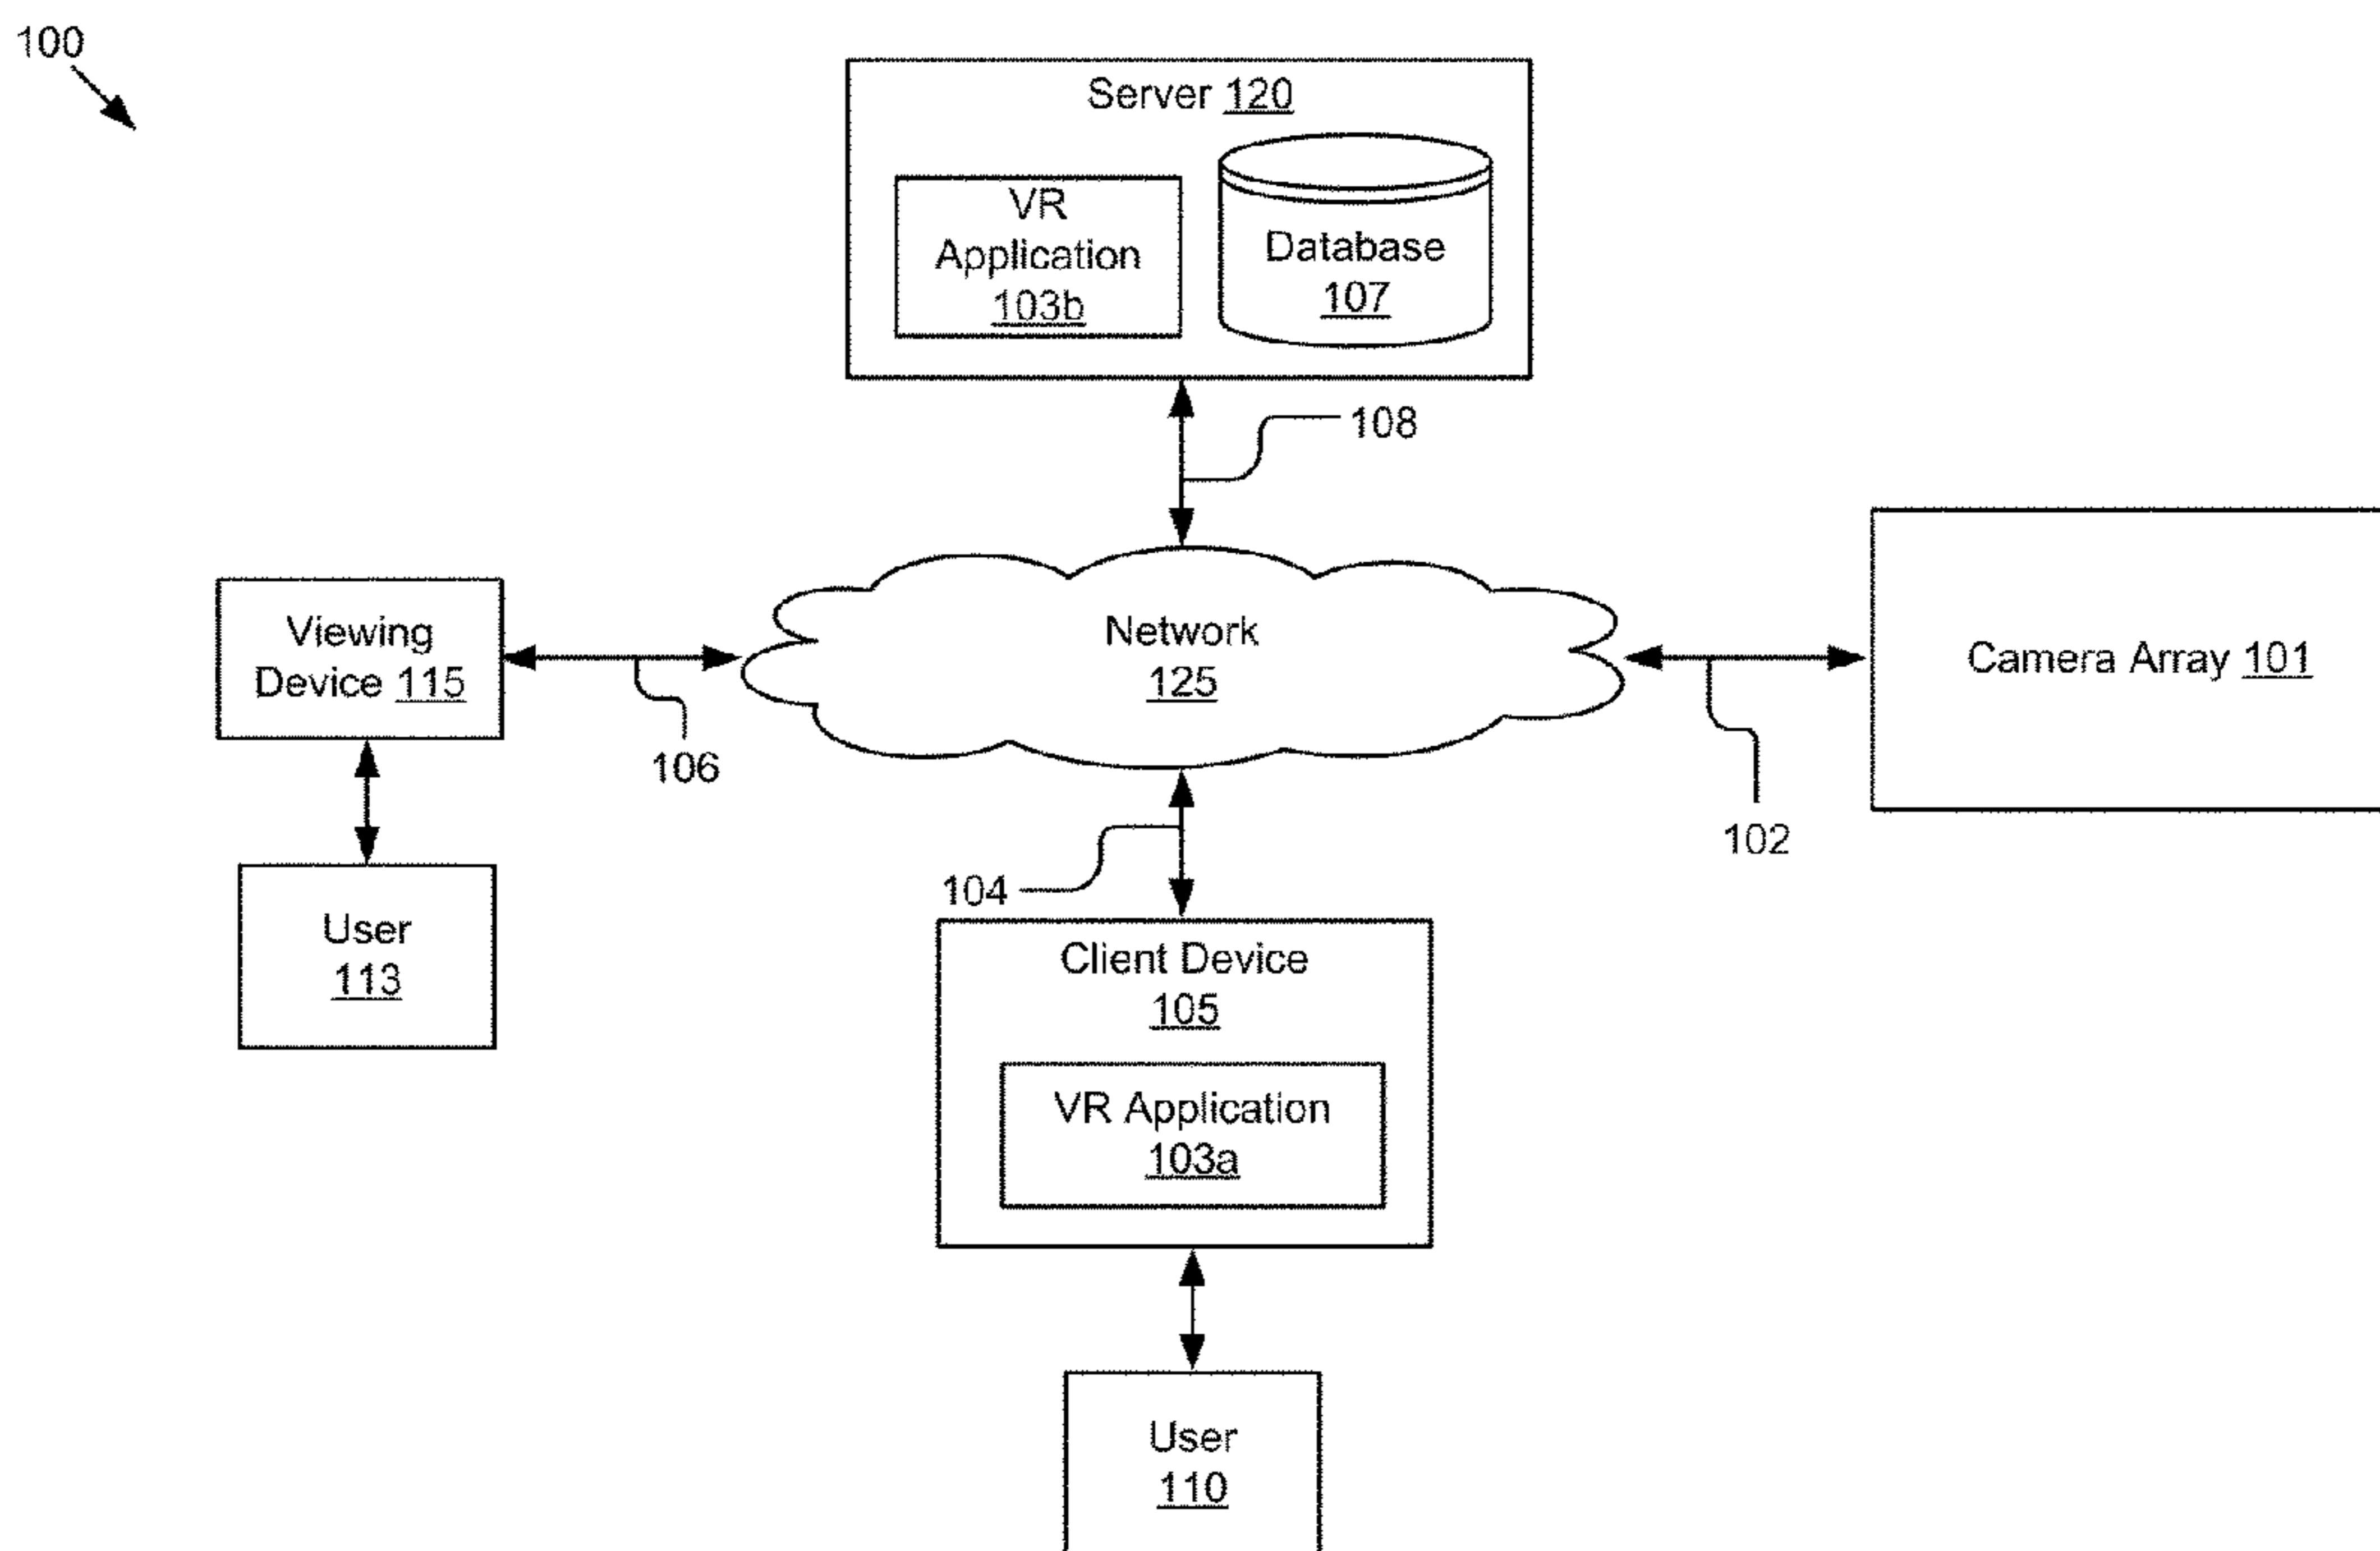 100
Server 120
VR
Application
103b
Database
107
108
Viewing
Device 115
106
Network
125
Camera Array 101
102
User
113
104
Client Device
105
VR Application
103a
User
110